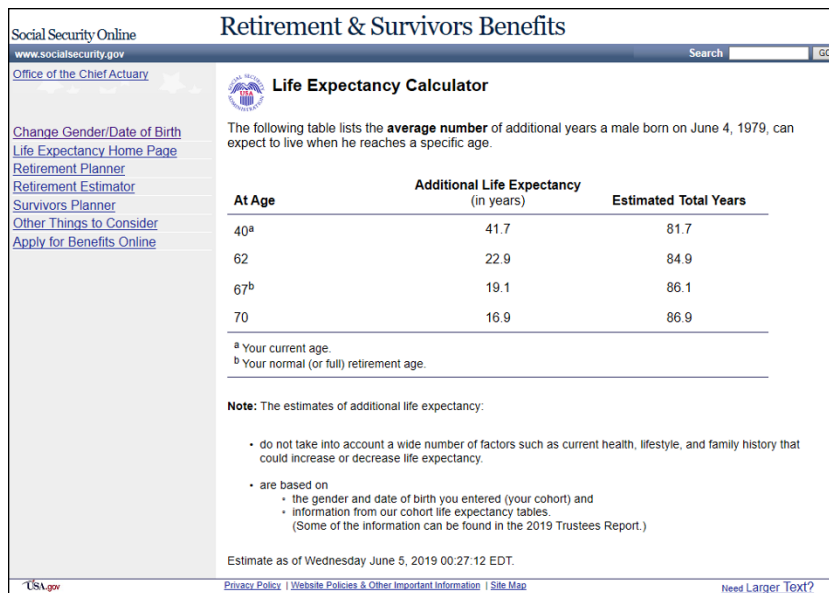 Social Security Online
Retirement & Survivors Benefits
www.socialsecurity.gov
Search
GO
Office of the Chief Actuary
Change Gender/Date of Birth
Life Expectancy Home Page
Retirement Planner
Retirement Estimator
Survivors Planner
Other Things to Consider
Apply for Benefits Online
SOCIAL SECURITY ADMINISTRATION
USA
Life Expectancy Calculator
The following table lists the average number of additional years a male born on June 4, 1979, can
expect to live when he reaches a specific age.
At Age Additional Life Expectancy (in years) Estimated Total Years
40a 41.7 81.7
62 22.9 84.9
67b 19.1 86.1
70 16.9 86.9
a Your current age.
b Your normal (or full) retirement age.
Note: The estimates of additional life expectancy:
• do not take into account a wide number of factors such as current health, lifestyle, and family history that
could increase or decrease life expectancy.
• are based on
• the gender and date of birth you entered (your cohort) and
• information from our cohort life expectancy tables.
(Some of the information can be found in the 2019 Trustees Report.)
Estimate as of Wednesday June 5, 2019 00:27:12 EDT.
USA.gov
Privacy Policy | Website Policies & Other Important Information | Site Map
Need Larger Text?